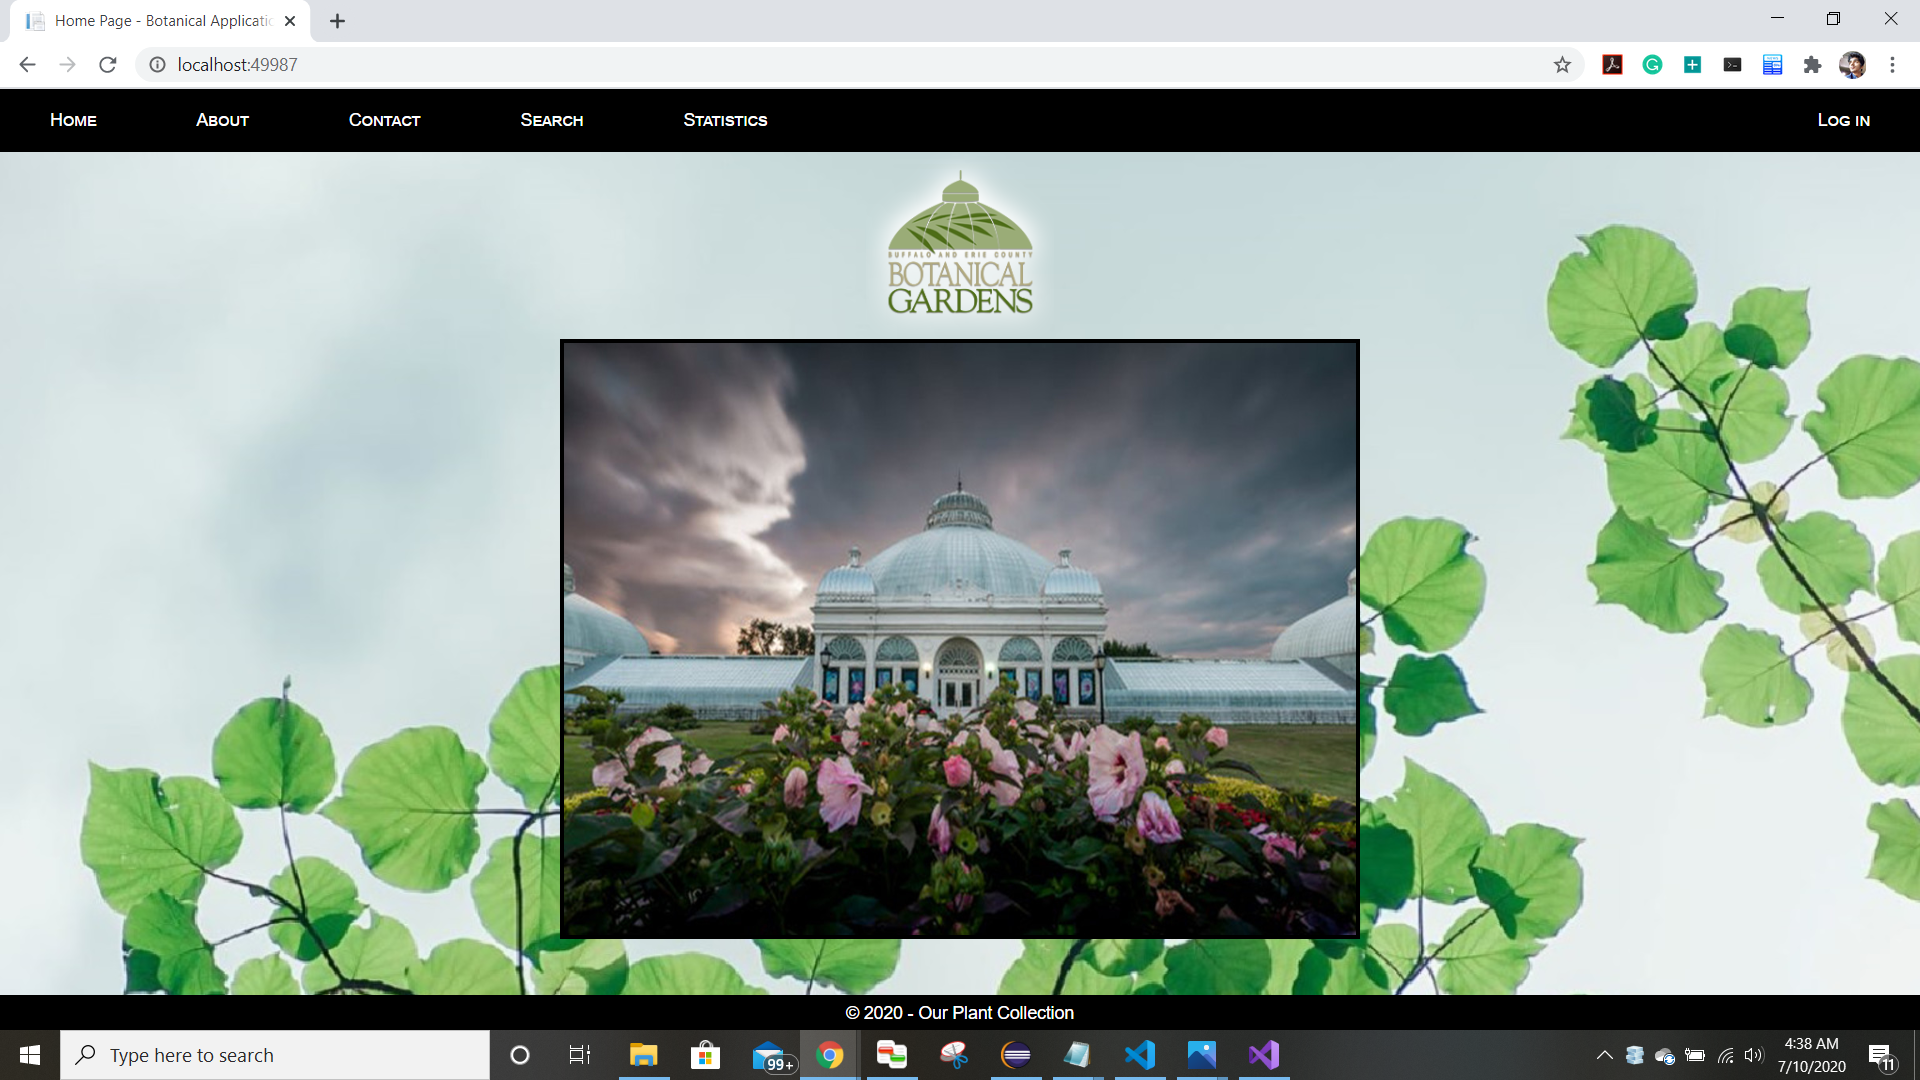 Home Page - Botanical Applicatio
localhost:49987
Home About Contact Search Statistics Log in
BUFFALO AND ERIE COUNTY
BOTANICAL
GARDENS
© 2020 - Our Plant Collection
Type here to search
99+
4:38 AM
7/10/2020
11